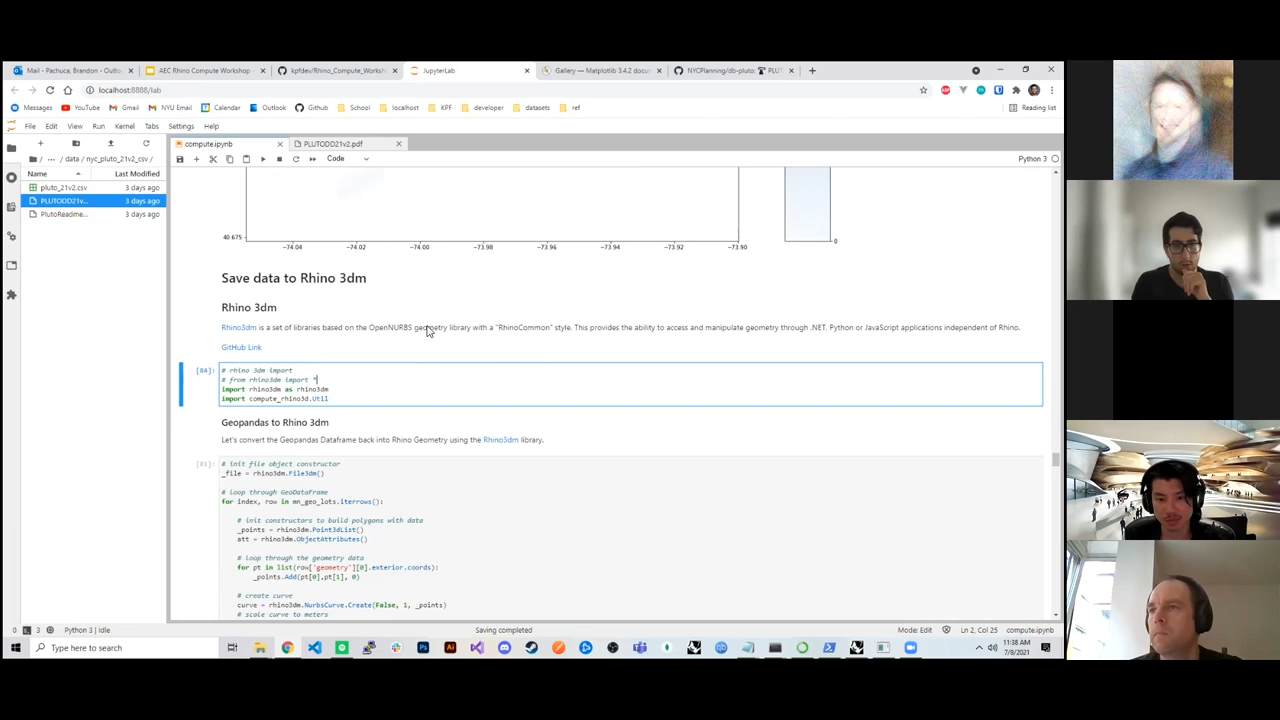 Mail - Pachuca, Brandon - Outlo
AEC Rhino Compute Workshop -
kpfdev/Rhino_Compute_Worksh
JupyterLab
Gallery — Matplotlib 3.4.2 docu
NYCPlanning/db-pluto:
PLUT
localhost:8888/lab
Messages
YouTube
Gmail
NYU Email
Calendar
Outlook
Github
School
localhost
KPF
developer
datasets
ref
Reading list
File Edit View Run Kernel Tabs Settings Help
compute.ipynb
PLUTODD21v2.pdf
/ ··· / data / nyc_pluto_21v2_csv /
Code
Python 3
Name
Last Modified
pluto_21v2.csv
3 days ago
PLUTODD21v...
3 days ago
PlutoReadme...
3 days ago
40.675
−74.04 −74.02 −74.00 −73.98 −73.96 −73.94 −73.92 −73.90
0
Save data to Rhino 3dm
Rhino 3dm
Rhino3dm is a set of libraries based on the OpenNURBS geometry library with a "RhinoCommon" style. This provides the ability to access and manipulate geometry through .NET, Python or JavaScript applications independent of Rhino.
GitHub Link
[84]:
# rhino 3dm import
# from rhino3dm import *
import rhino3dm as rhino3dm
import compute_rhino3d.Util
Geopandas to Rhino 3dm
Let's convert the Geopandas Dataframe back into Rhino Geometry using the Rhino3dm library.
[81]:
# init file object constructor
_file = rhino3dm.File3dm()
# loop through GeoDataFrame
for index, row in mn_geo_lots.iterrows():
# init constructors to build polygons with data
_points = rhino3dm.Point3dList()
att = rhino3dm.ObjectAttributes()
# loop through the geometry data
for pt in list(row['geometry'][0].exterior.coords):
_points.Add(pt[0],pt[1], 0)
# create curve
curve = rhino3dm.NurbsCurve.Create(False, 1, _points)
# scale curve to meters
0
3
Python 3 | Idle
Saving completed
Mode: Edit
Ln 2, Col 25
compute.ipynb
Type here to search
11:38 AM
7/8/2021